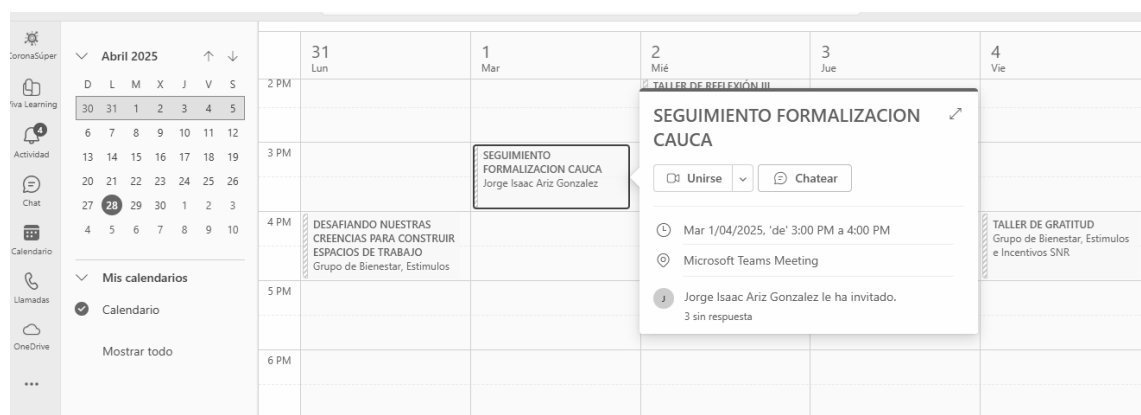 CoronaSúper
Viva Learning
4
Actividad
Chat
Calendario
Llamadas
OneDrive
Abril 2025
D L M X J V S
30 31 1 2 3 4 5
6 7 8 9 10 11 12
13 14 15 16 17 18 19
20 21 22 23 24 25 26
27 28 29 30 1 2 3
4 5 6 7 8 9 10
Mis calendarios
Calendario
Mostrar todo
31
Lun
1
Mar
2
Mié
3
Jue
4
Vie
2 PM
TALLER DE REFLEXIÓN III
3 PM
SEGUIMIENTO
FORMALIZACION CAUCA
Jorge Isaac Ariz Gonzalez
4 PM
DESAFIANDO NUESTRAS
CREENCIAS PARA CONSTRUIR
ESPACIOS DE TRABAJO
Grupo de Bienestar, Estimulos
TALLER DE GRATITUD
Grupo de Bienestar, Estimulos
e Incentivos SNR
5 PM
6 PM
SEGUIMIENTO FORMALIZACION
CAUCA
Unirse
Chatear
Mar 1/04/2025, 'de' 3:00 PM a 4:00 PM
Microsoft Teams Meeting
J
Jorge Isaac Ariz Gonzalez le ha invitado.
3 sin respuesta